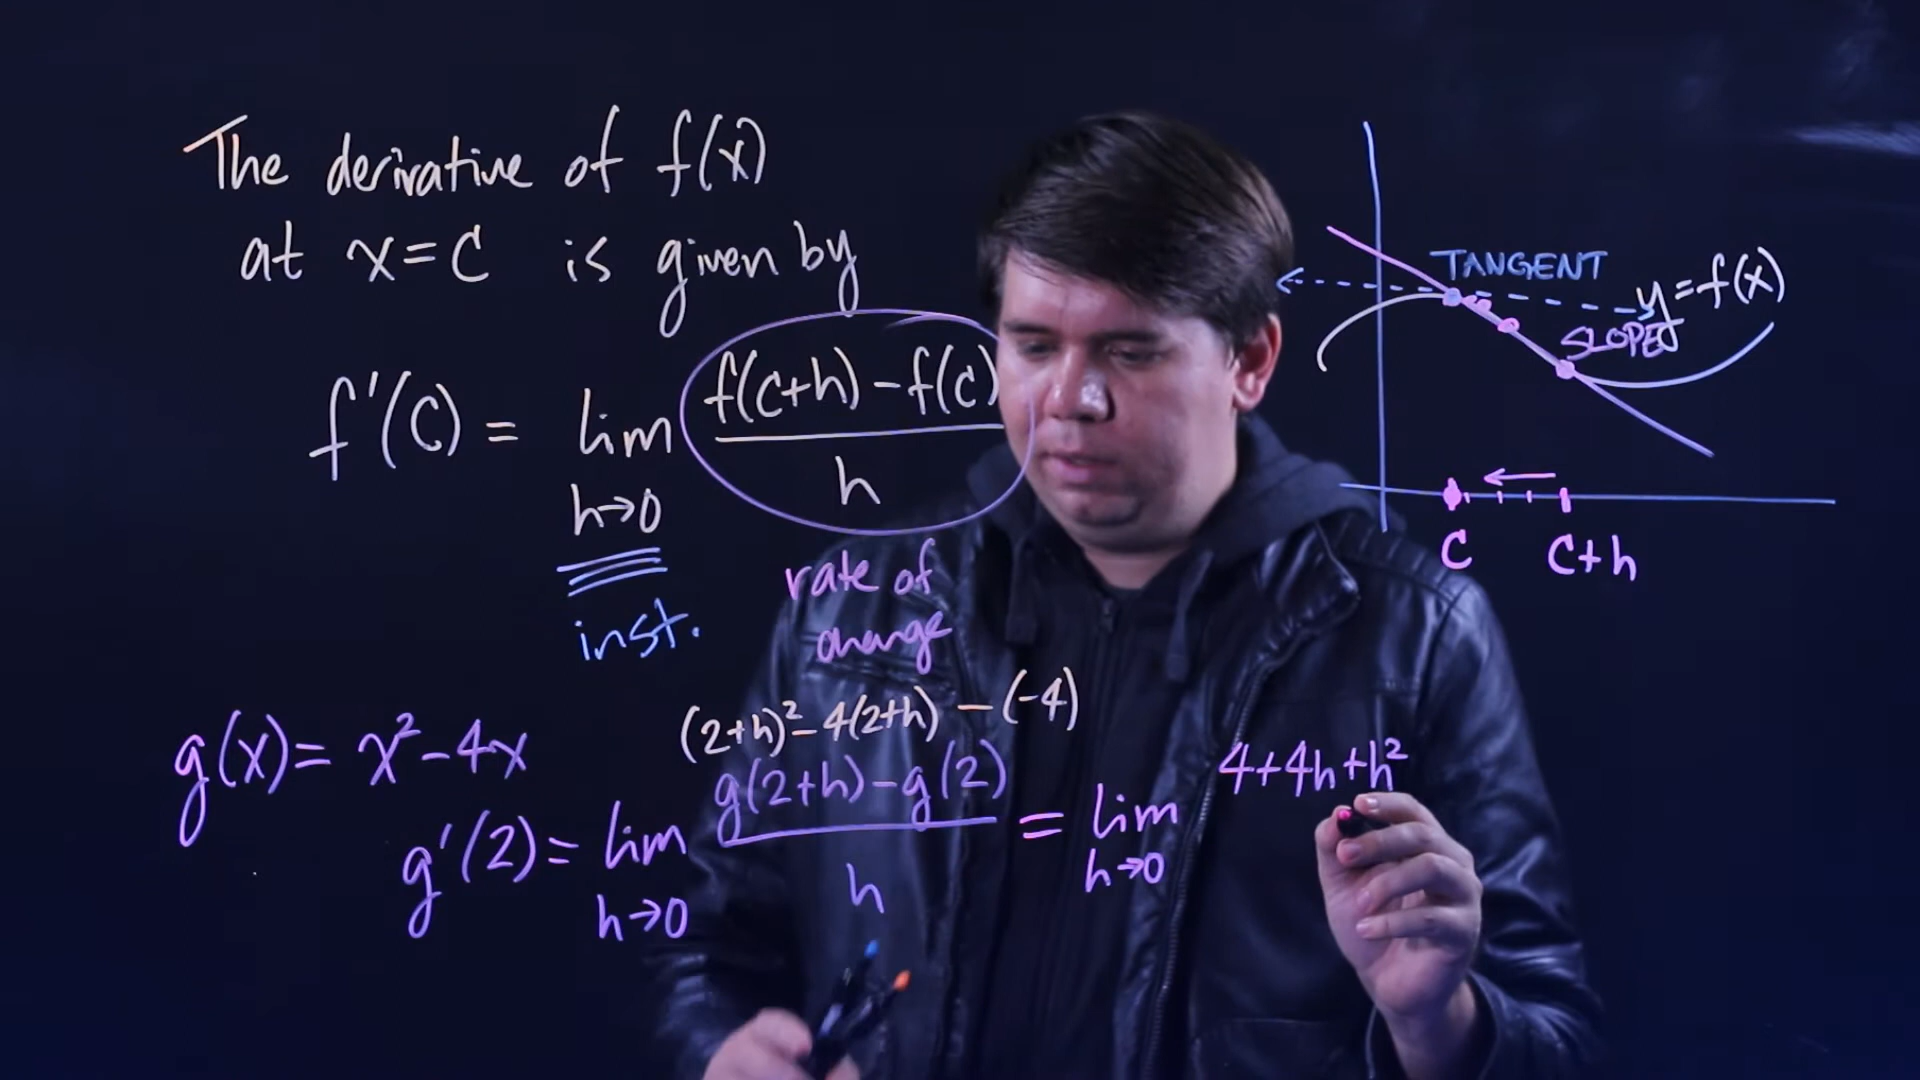 The derivative of f(x)
at x=c is given by
f'(c) = lim f(c+h)-f(c)
h→0 h
inst.
rate of
change
TANGENT
y=f(x)
SLOPE
c c+h
g(x)= x²-4x
(2+h)²-4(2+h) -(-4)
g'(2)= lim g(2+h)-g(2) = lim 4+4h+h²
h→0 h h→0